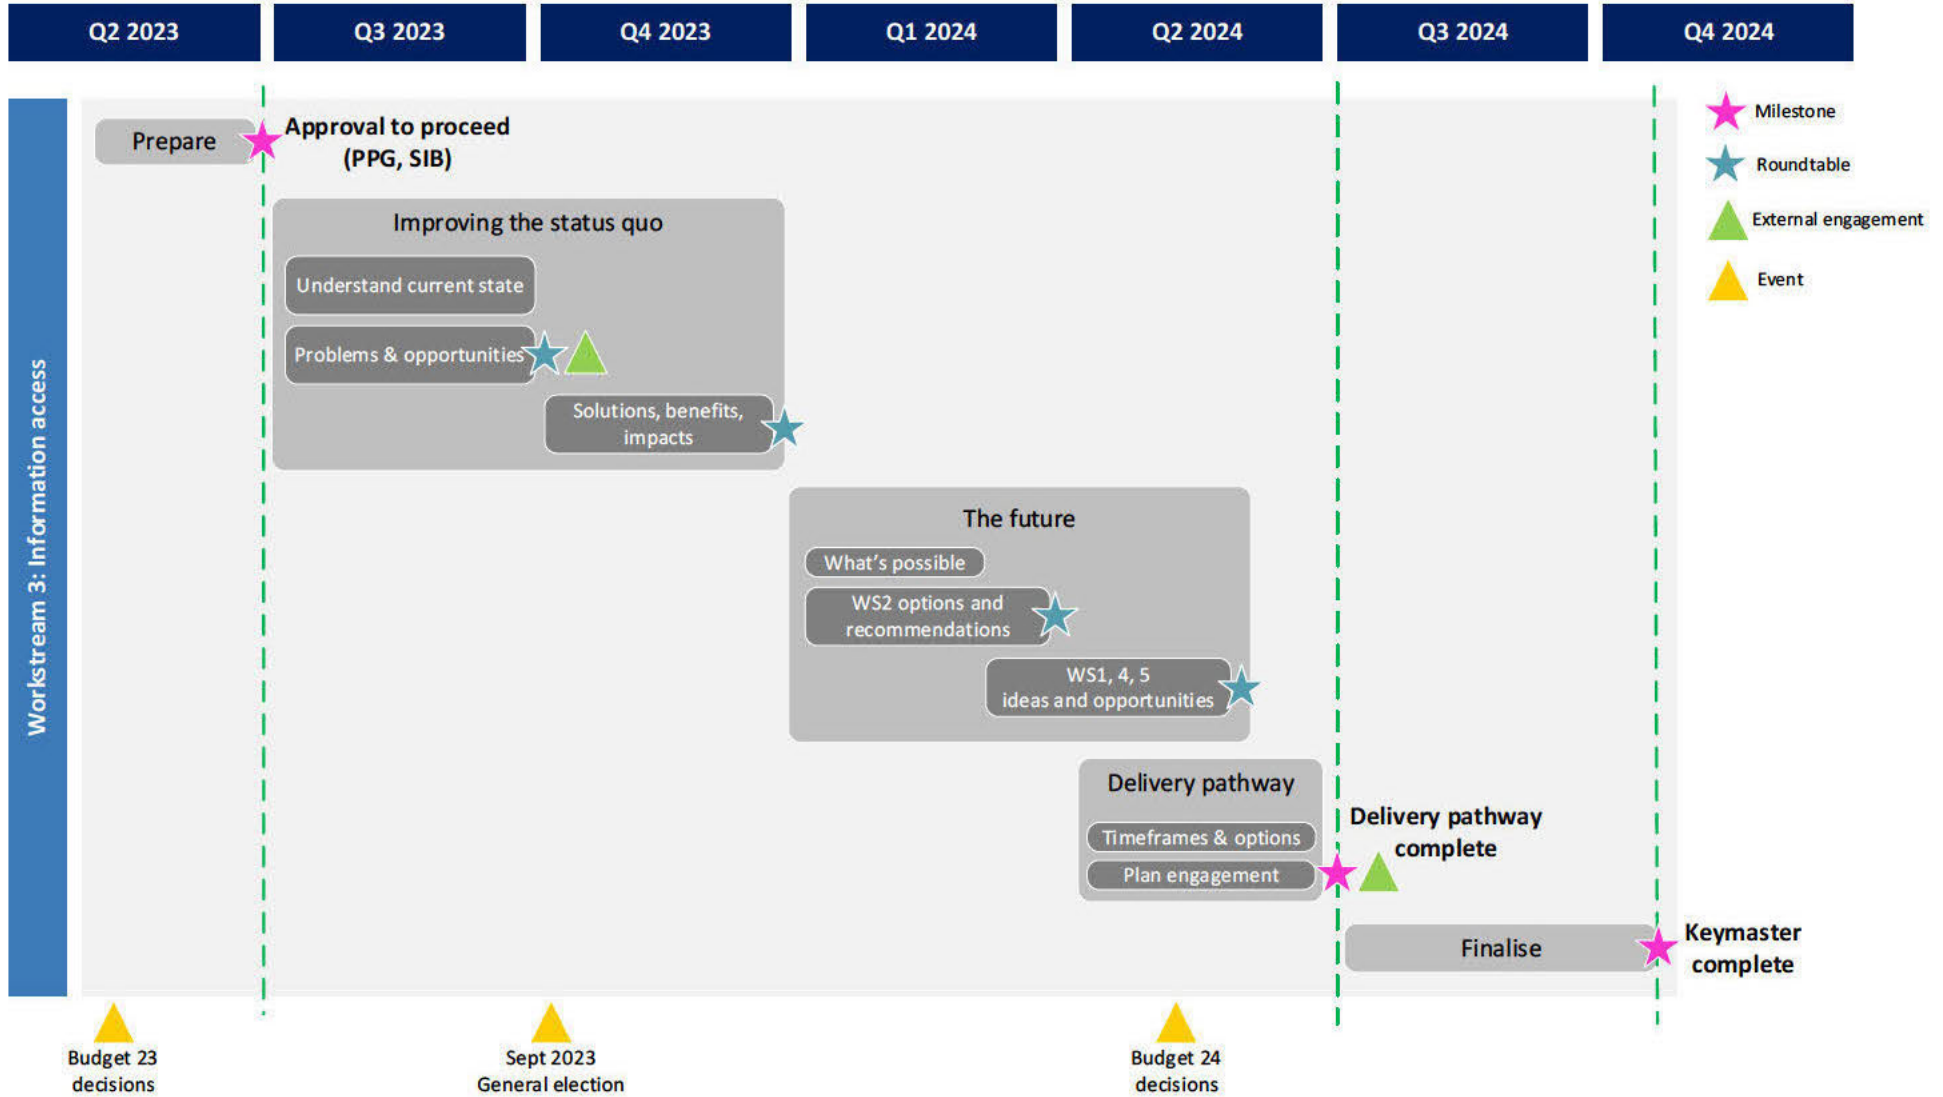 Q2 2023
Q3 2023
Q4 2023
Q1 2024
Q2 2024
Q3 2024
Q4 2024
Workstream 3: Information access
Prepare
Approval to proceed
(PPG, SIB)
Milestone
Roundtable
External engagement
Event
Improving the status quo
Understand current state
Problems & opportunities
Solutions, benefits,
impacts
The future
What's possible
WS2 options and
recommendations
WS1, 4, 5
ideas and opportunities
Delivery pathway
Timeframes & options
Plan engagement
Delivery pathway
complete
Finalise
Keymaster
complete
Budget 23
decisions
Sept 2023
General election
Budget 24
decisions